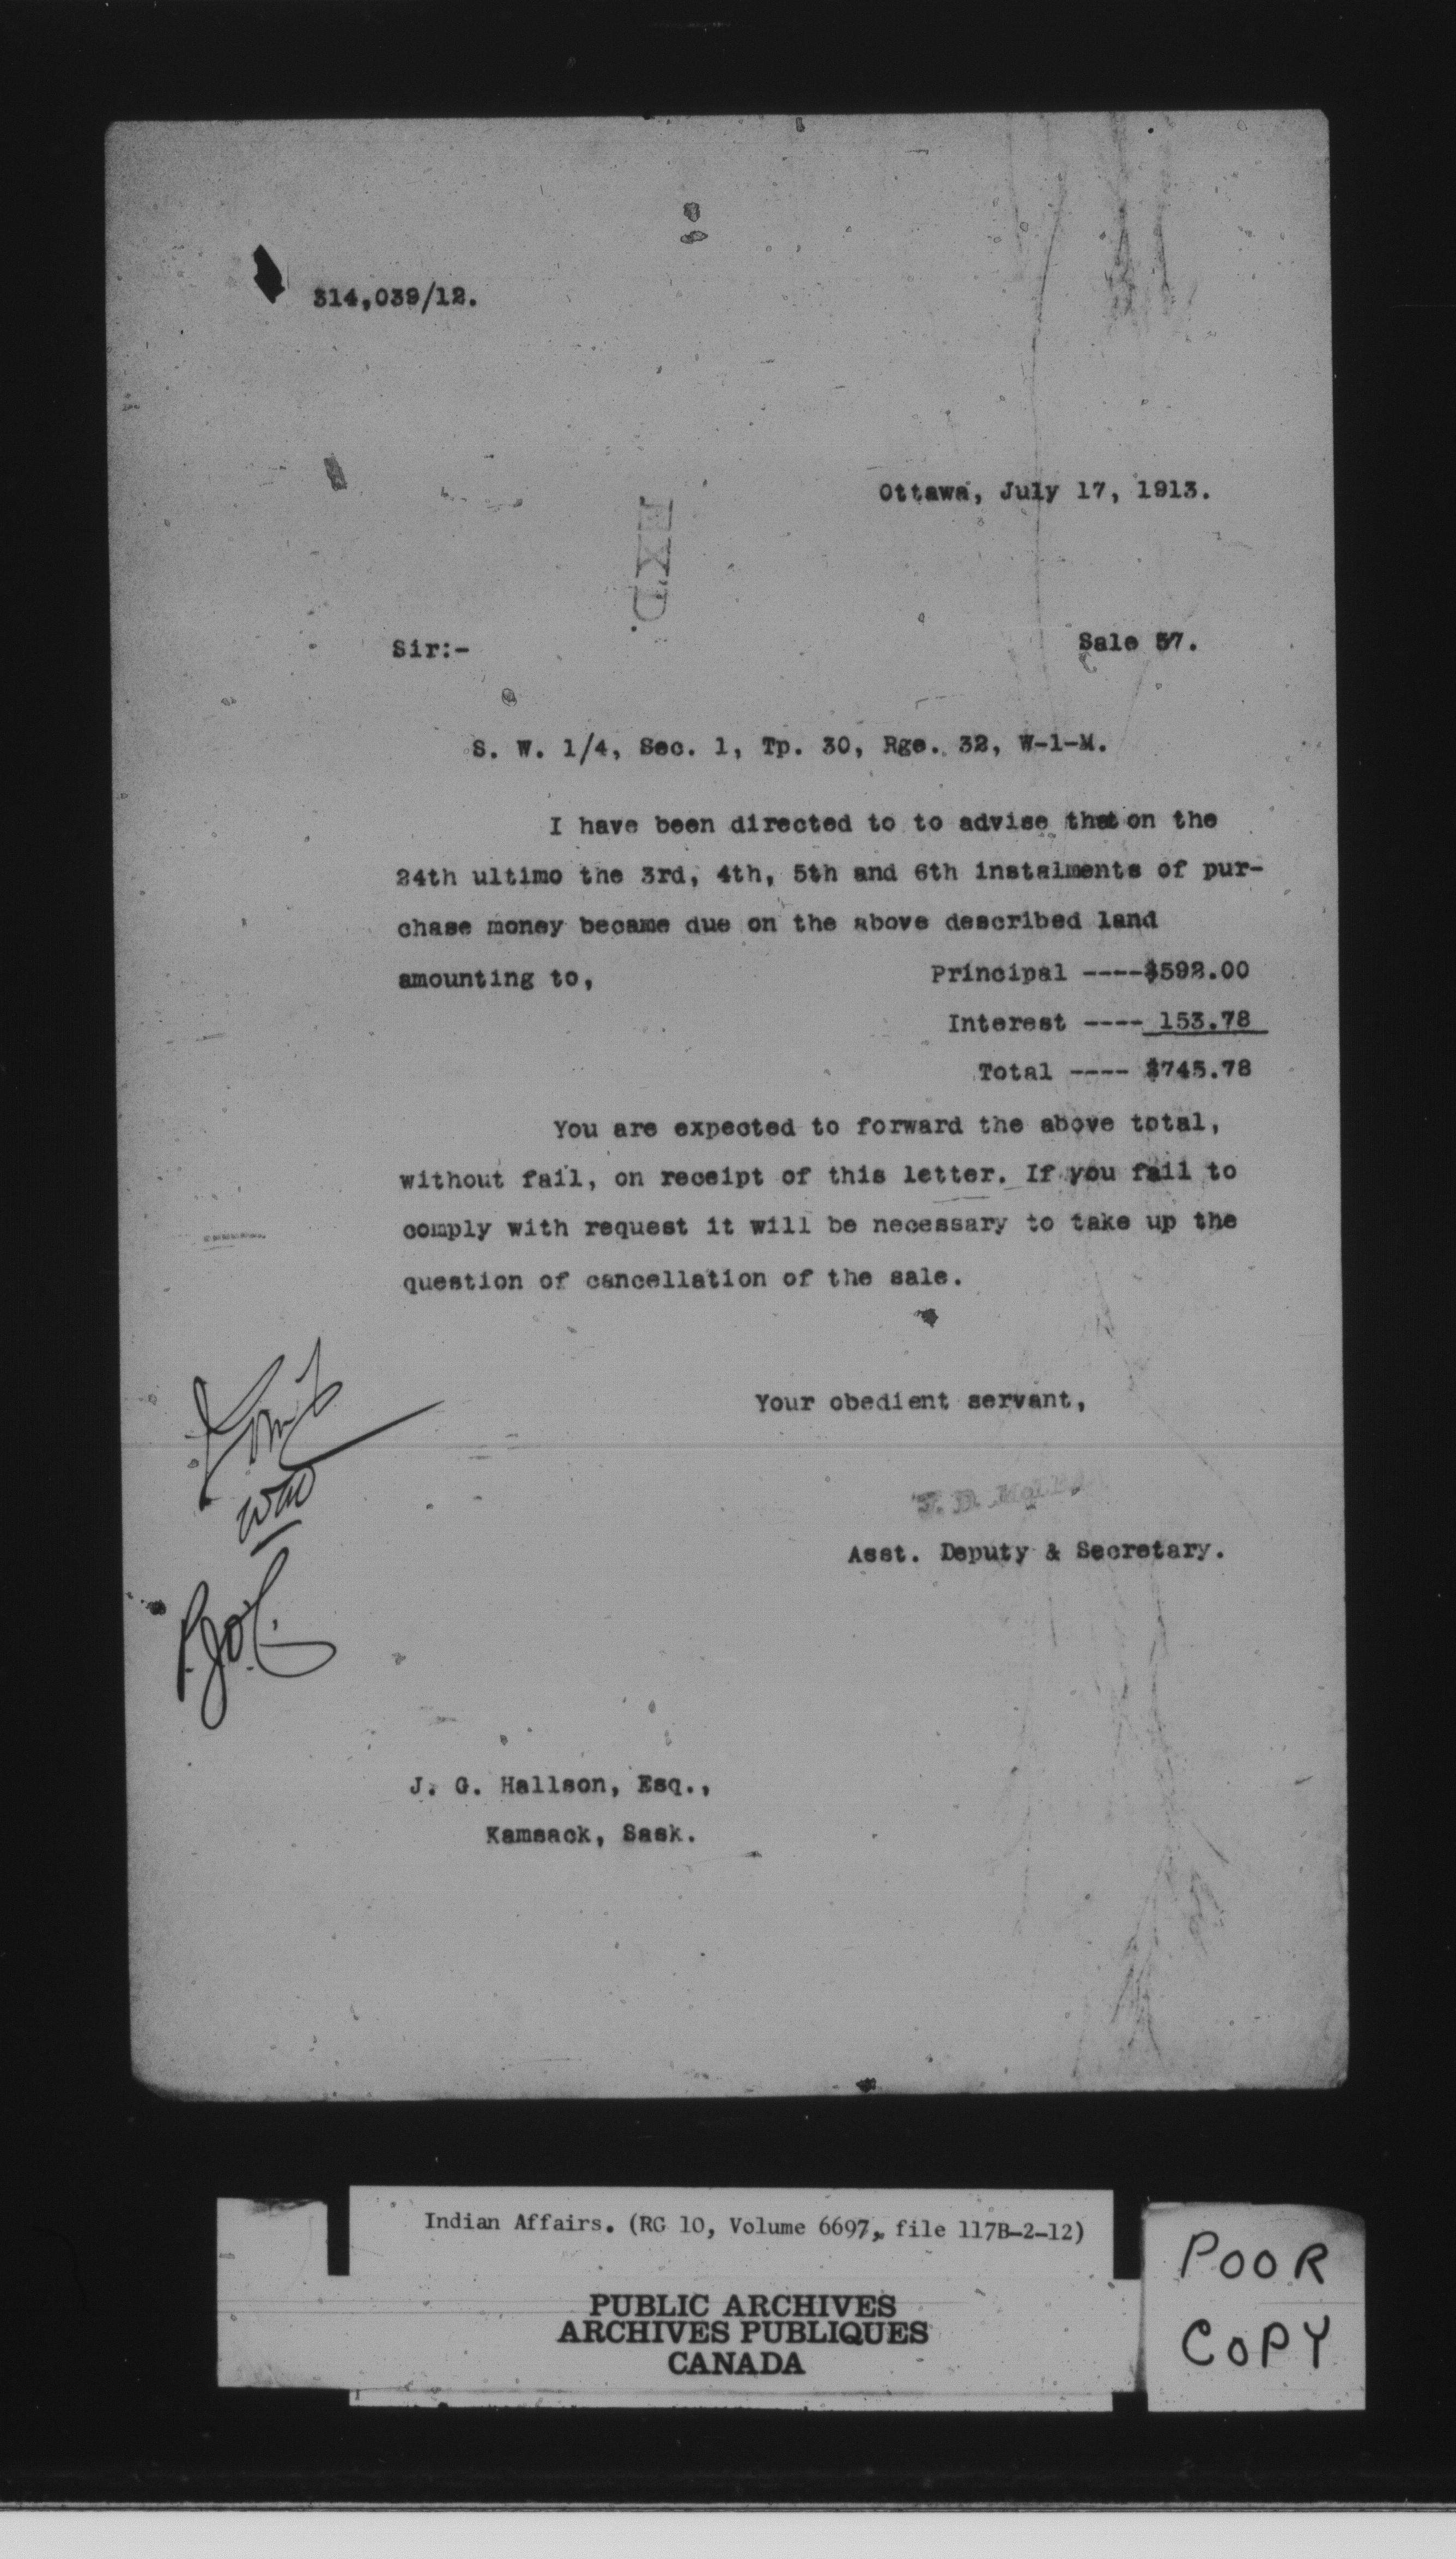 314,039/12.
Ottawa, July 17, 1913.
EXD.
Sir:-
Sale 57.
S. W. 1/4, Sec. 1, Tp. 30, Rge. 32, W-1-M.
I have been directed to to advise that on the
24th ultimo the 3rd, 4th, 5th and 6th instalments of pur-
chase money became due on the above described land
amounting to, Principal ----$592.00
Interest ---- 153.78
Total ---- $745.78
You are expected to forward the above total,
without fail, on receipt of this letter. If you fail to
comply with request it will be necessary to take up the
question of cancellation of the sale.
Your obedient servant,
J. D.
Asst. Deputy & Secretary.
P.J.O'C.
J. G. Hallson, Esq.,
Kamsack, Sask.
Indian Affairs. (RG 10, Volume 6697, file 117B-2-12)
PUBLIC ARCHIVES
ARCHIVES PUBLIQUES
CANADA
POOR
COPY